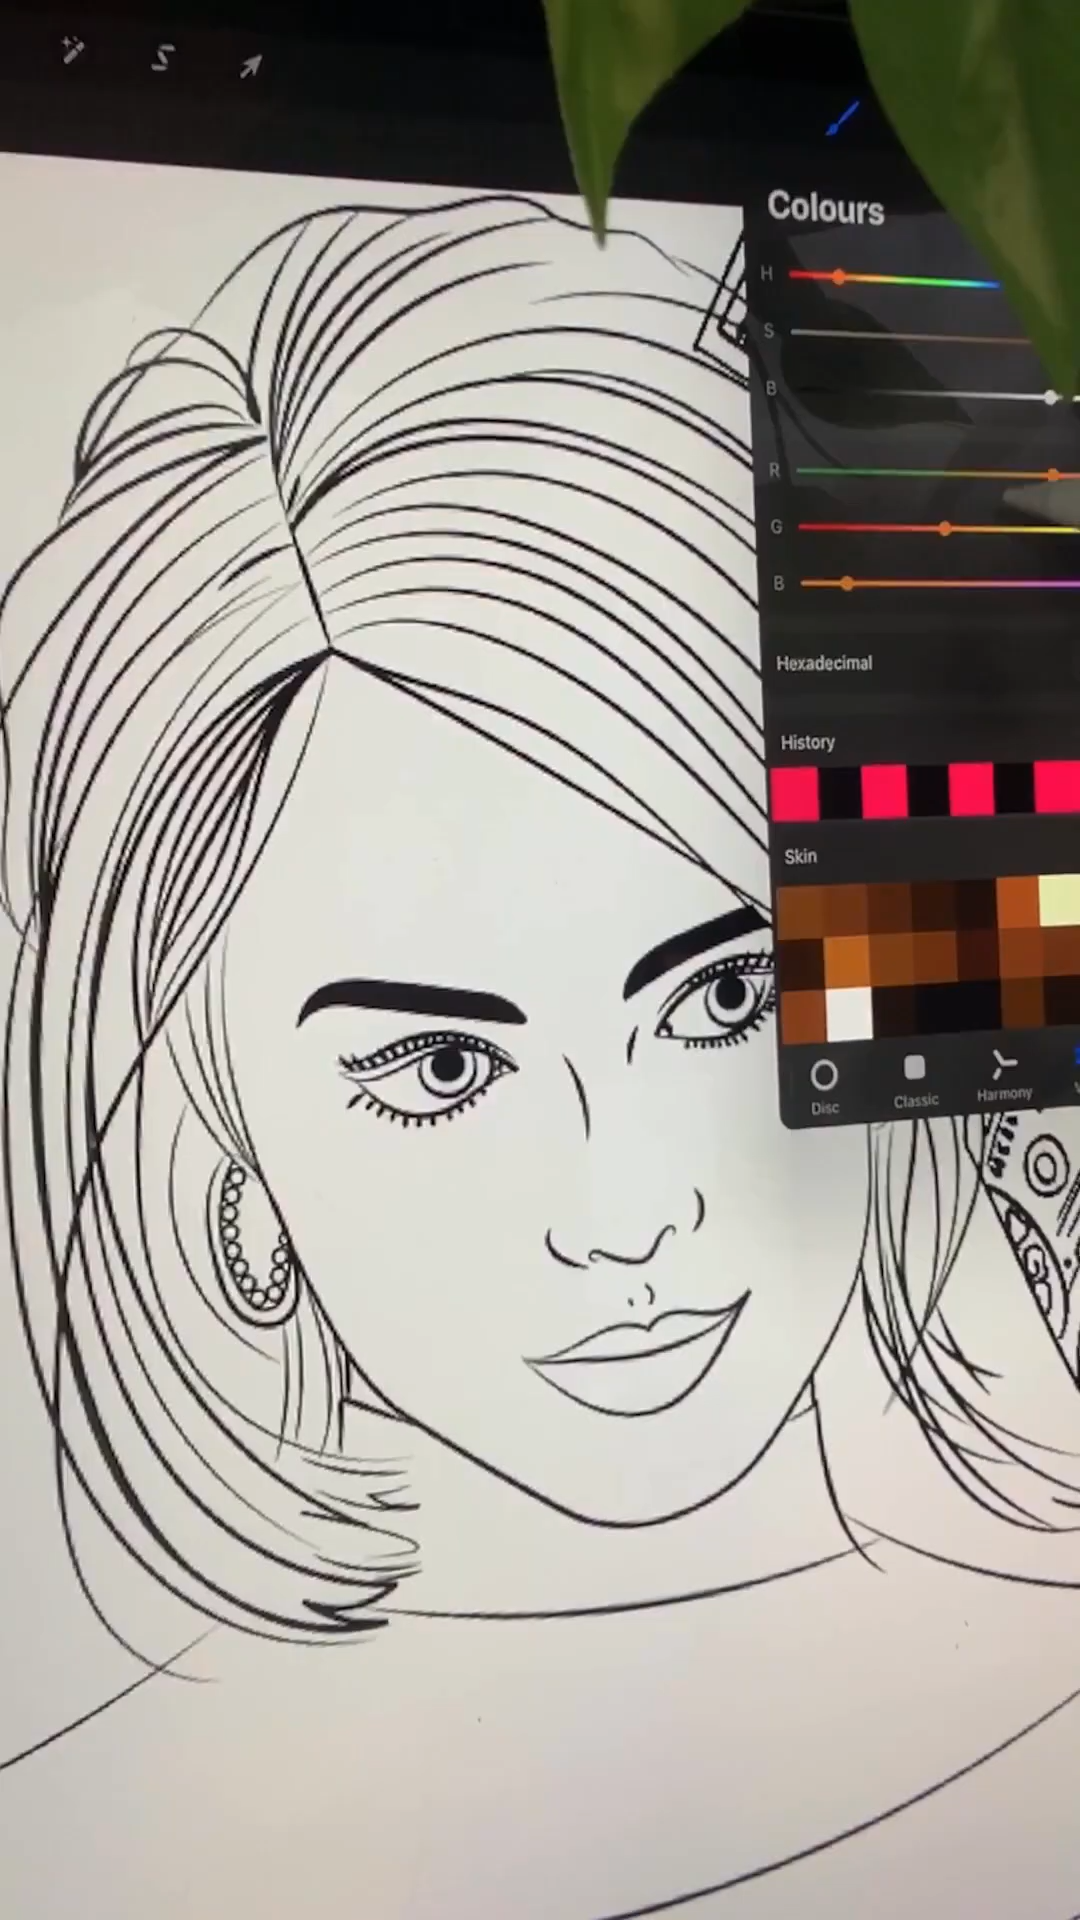 Colours
H
S
B
R
G
B
Hexadecimal
History
Skin
Disc
Classic
Harmony